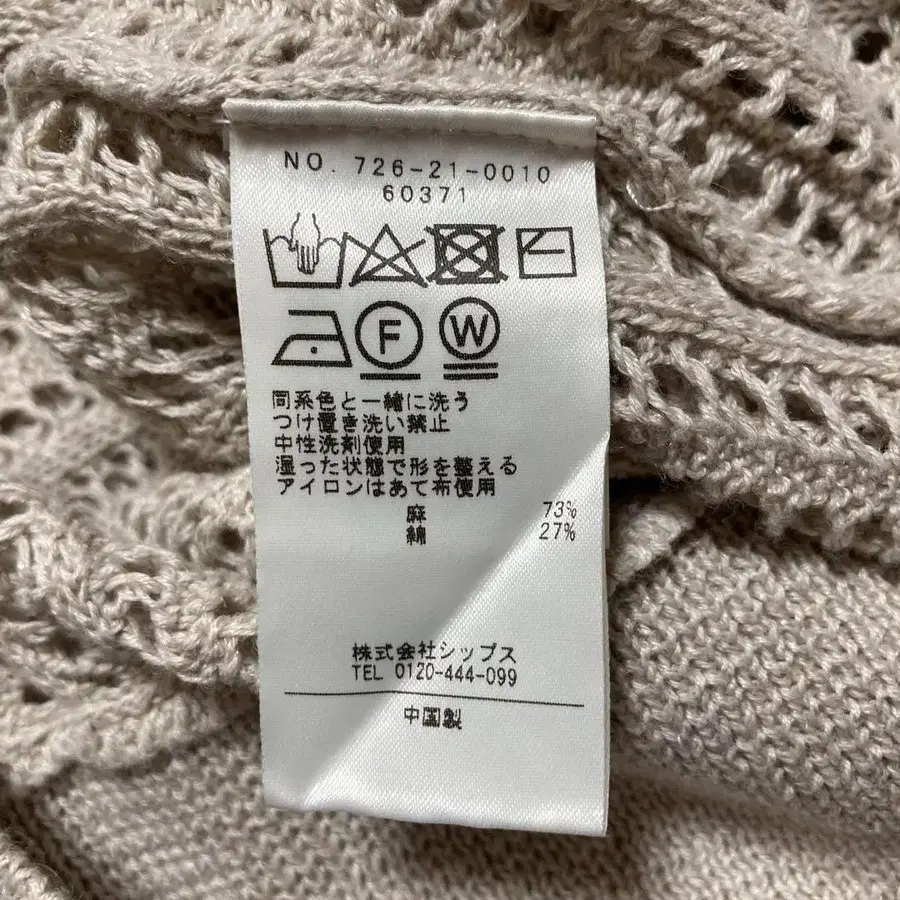 NO. 726-21-0010
60371
F W
同系色と一緒に洗う
つけ置き洗い禁止
中性洗剤使用
湿った状態で形を整える
アイロンはあて布使用
麻 73%
綿 27%
株式会社シップス
TEL 0120-444-099
中国製